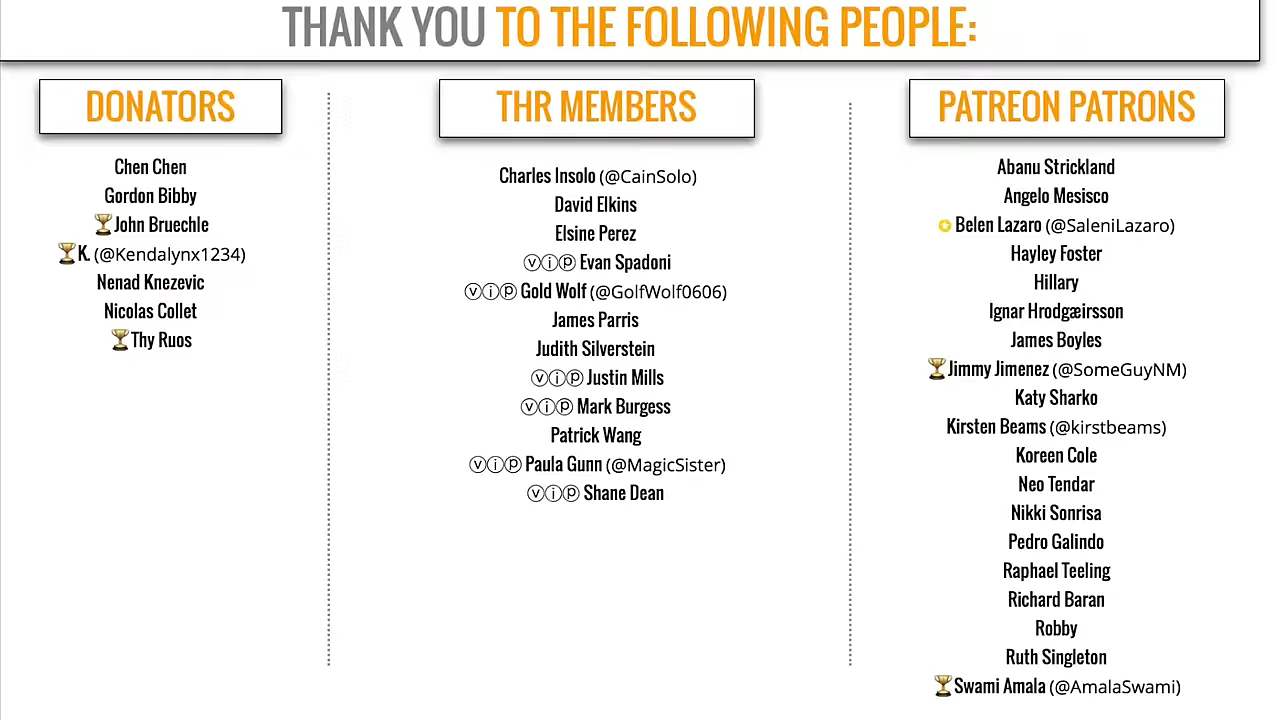 THANK YOU TO THE FOLLOWING PEOPLE:
DONATORS
Chen Chen
Gordon Bibby
🏆John Bruechle
🏆K. (@Kendalynx1234)
Nenad Knezevic
Nicolas Collet
🏆Thy Ruos
THR MEMBERS
Charles Insolo (@CainSolo)
David Elkins
Elsine Perez
ⓥⓘⓟ Evan Spadoni
ⓥⓘⓟ Gold Wolf (@GolfWolf0606)
James Parris
Judith Silverstein
ⓥⓘⓟ Justin Mills
ⓥⓘⓟ Mark Burgess
Patrick Wang
ⓥⓘⓟ Paula Gunn (@MagicSister)
ⓥⓘⓟ Shane Dean
PATREON PATRONS
Abanu Strickland
Angelo Mesisco
✪ Belen Lazaro (@SaleniLazaro)
Hayley Foster
Hillary
Ignar Hrodgæirsson
James Boyles
🏆Jimmy Jimenez (@SomeGuyNM)
Katy Sharko
Kirsten Beams (@kirstbeams)
Koreen Cole
Neo Tendar
Nikki Sonrisa
Pedro Galindo
Raphael Teeling
Richard Baran
Robby
Ruth Singleton
🏆Swami Amala (@AmalaSwami)